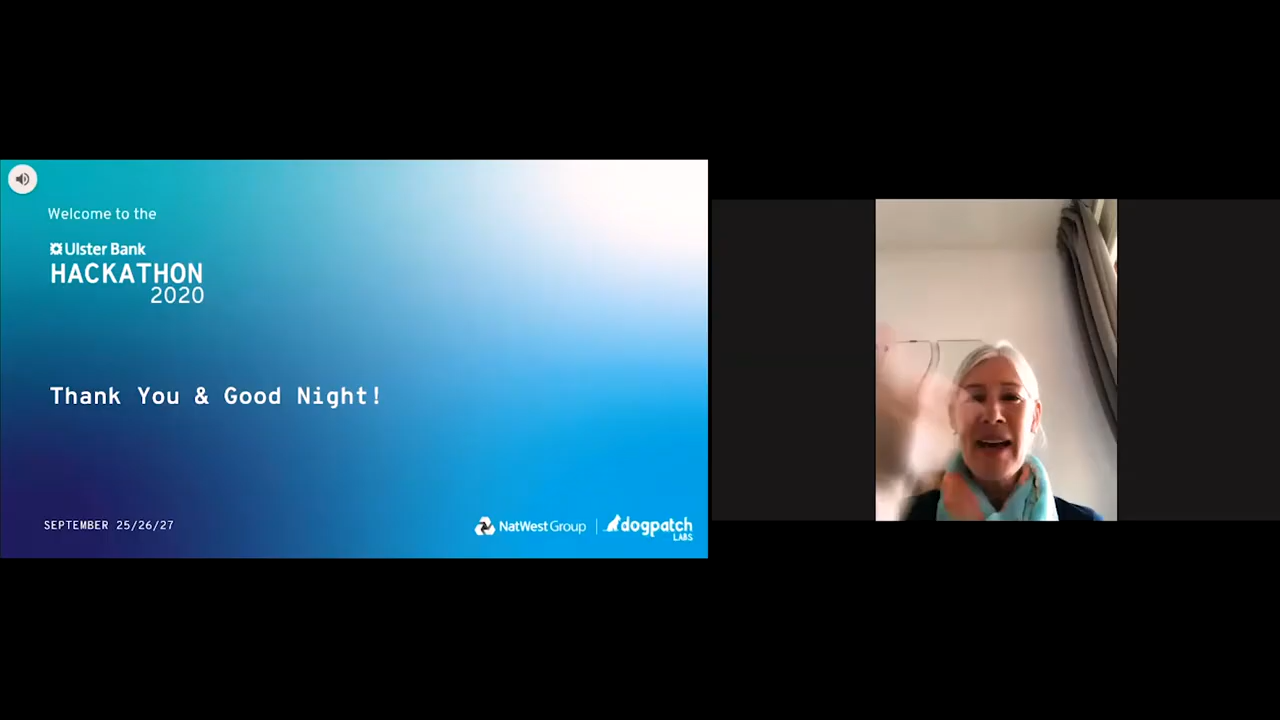 Welcome to the
Ulster Bank
HACKATHON
2020
Thank You & Good Night!
SEPTEMBER 25/26/27
NatWest Group
dogpatch
LABS